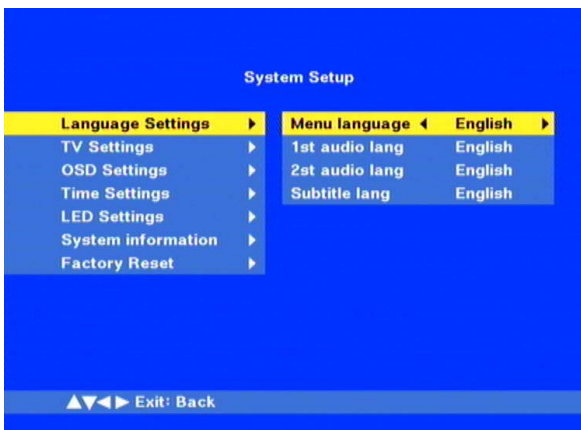 System Setup
Language Settings ▶ Menu language ◀ English ▶
TV Settings ▶ 1st audio lang English
OSD Settings ▶ 2st audio lang English
Time Settings ▶ Subtitle lang English
LED Settings ▶
System information ▶
Factory Reset ▶
▲▼◀ ▶ Exit: Back